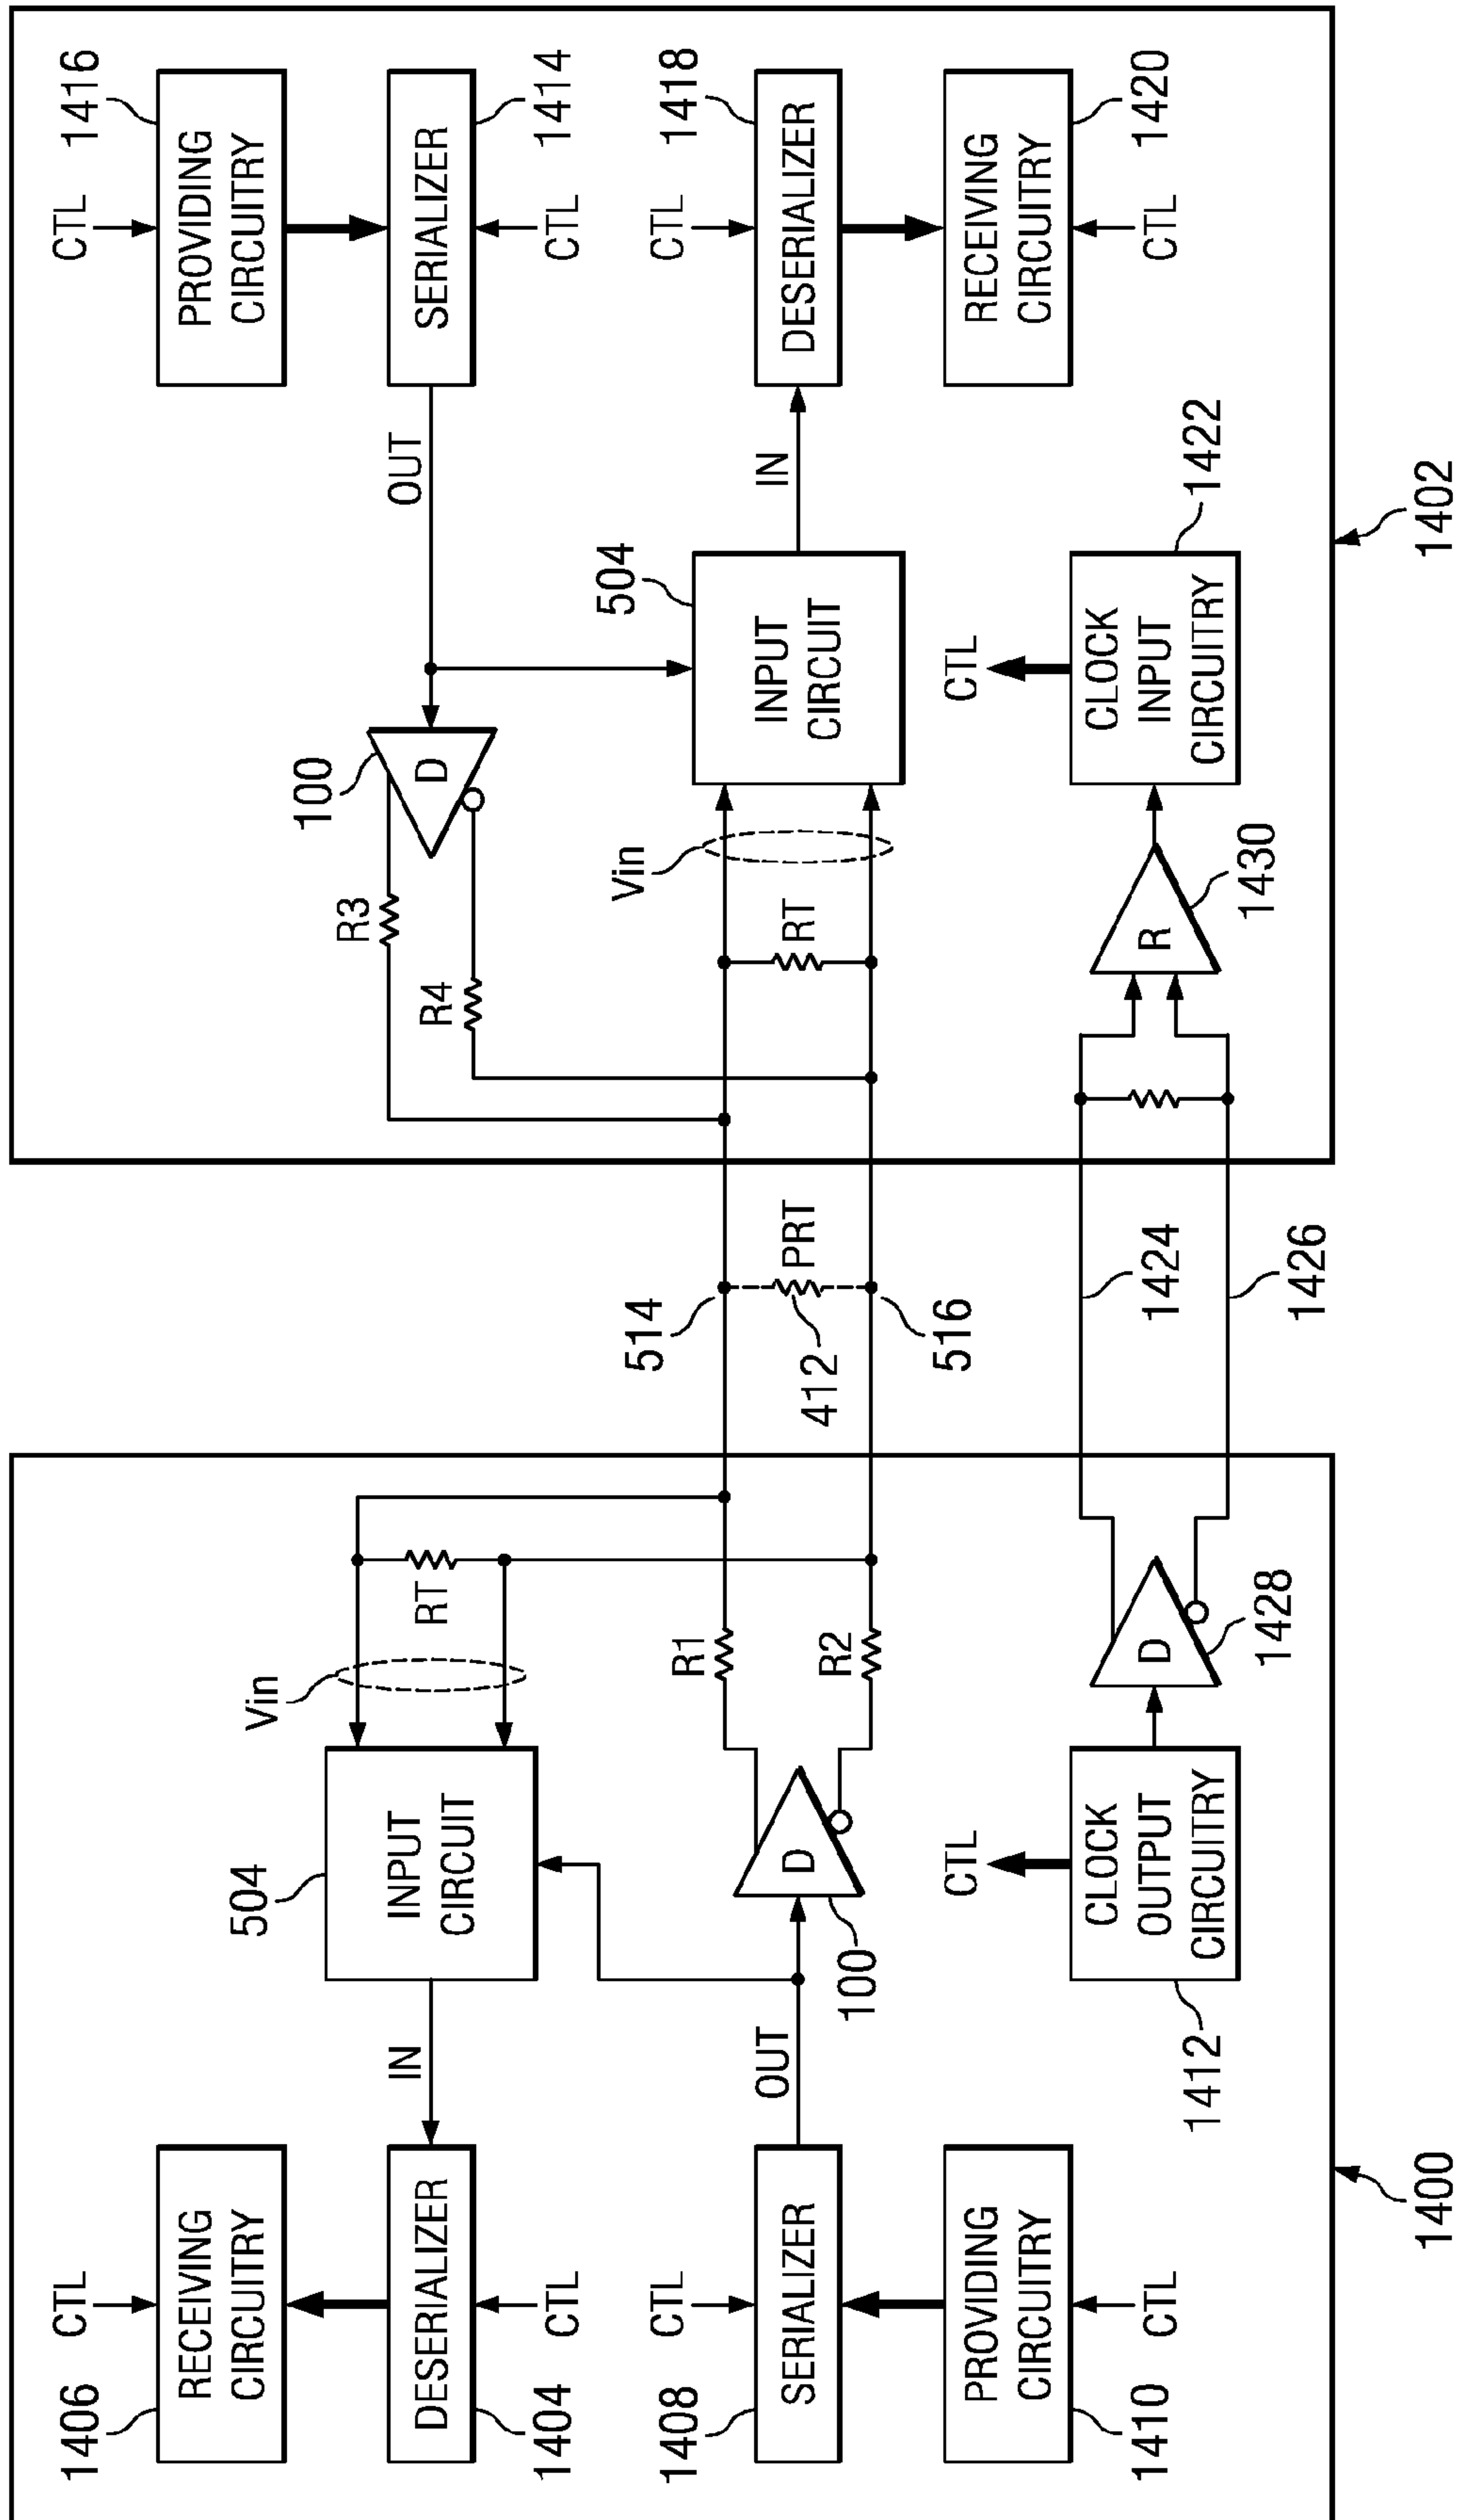 1406
CTL
RECEIVING
CIRCUITRY
DESERIALIZER
1404
CTL
IN
504
INPUT
CIRCUIT
Vin
RT
1408
CTL
SERIALIZER
OUT
100
D
R1
R2
PROVIDING
CIRCUITRY
1410
CTL
1412
CTL
CLOCK
OUTPUT
CIRCUITRY
D
1428
1400
514
412
PRT
516
1424
1426
CTL
1416
PROVIDING
CIRCUITRY
SERIALIZER
CTL
1414
OUT
100
D
R3
R4
504
INPUT
CIRCUIT
Vin
RT
IN
CTL
1418
DESERIALIZER
RECEIVING
CIRCUITRY
CTL
1420
CTL
CLOCK
INPUT
CIRCUITRY
1422
R
1430
1402